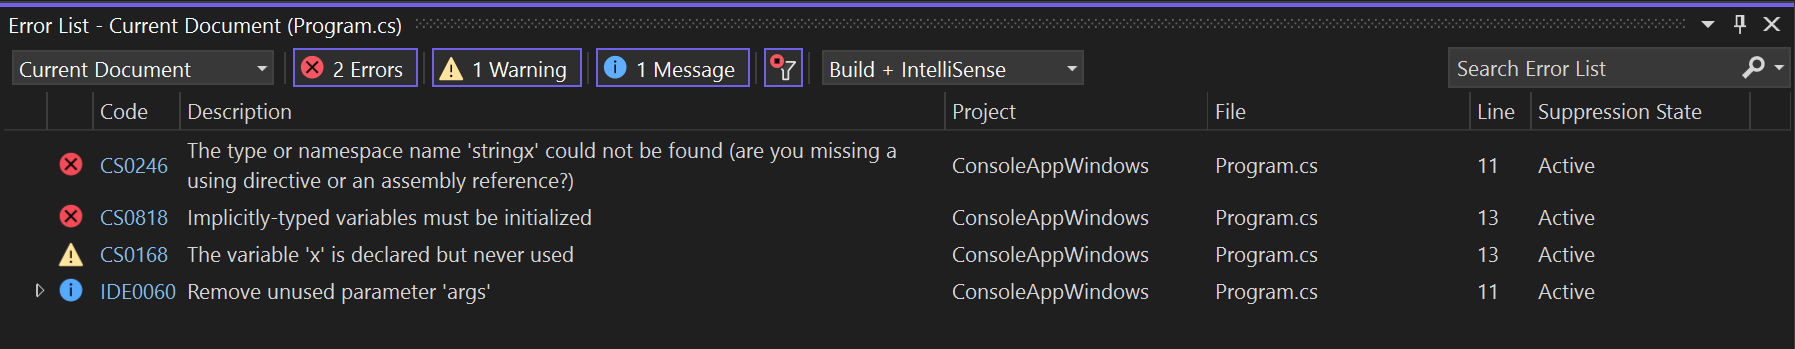 Error List - Current Document (Program.cs)
Current Document 2 Errors 1 Warning 1 Message Build + IntelliSense Search Error List
Code Description Project File Line Suppression State
CS0246 The type or namespace name 'stringx' could not be found (are you missing a
using directive or an assembly reference?) ConsoleAppWindows Program.cs 11 Active
CS0818 Implicitly-typed variables must be initialized ConsoleAppWindows Program.cs 13 Active
CS0168 The variable 'x' is declared but never used ConsoleAppWindows Program.cs 13 Active
IDE0060 Remove unused parameter 'args' ConsoleAppWindows Program.cs 11 Active